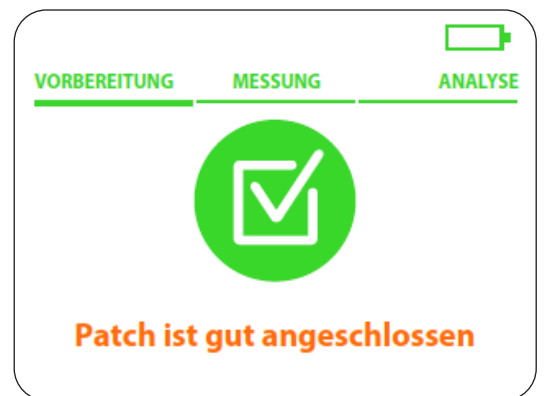 VORBEREITUNG MESSUNG ANALYSE
Patch ist gut angeschlossen